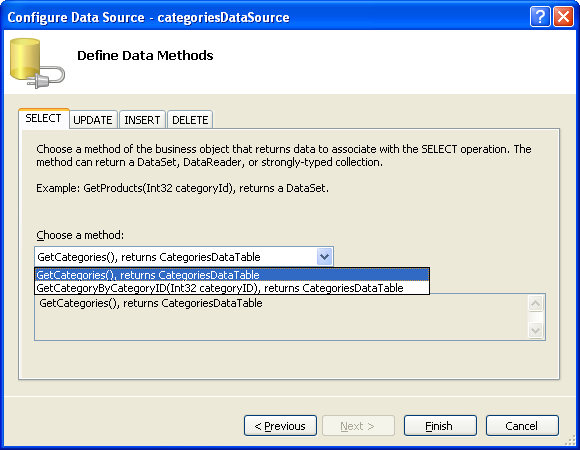 Configure Data Source - categoriesDataSource
Define Data Methods
SELECT UPDATE INSERT DELETE
Choose a method of the business object that returns data to associate with the SELECT operation. The
method can return a DataSet, DataReader, or strongly-typed collection.
Example: GetProducts(Int32 categoryId), returns a DataSet.
Choose a method:
GetCategories(), returns CategoriesDataTable
GetCategories(), returns CategoriesDataTable
GetCategoryByCategoryID(Int32 categoryID), returns CategoriesDataTable
GetCategories(), returns CategoriesDataTable
< Previous Next > Finish Cancel